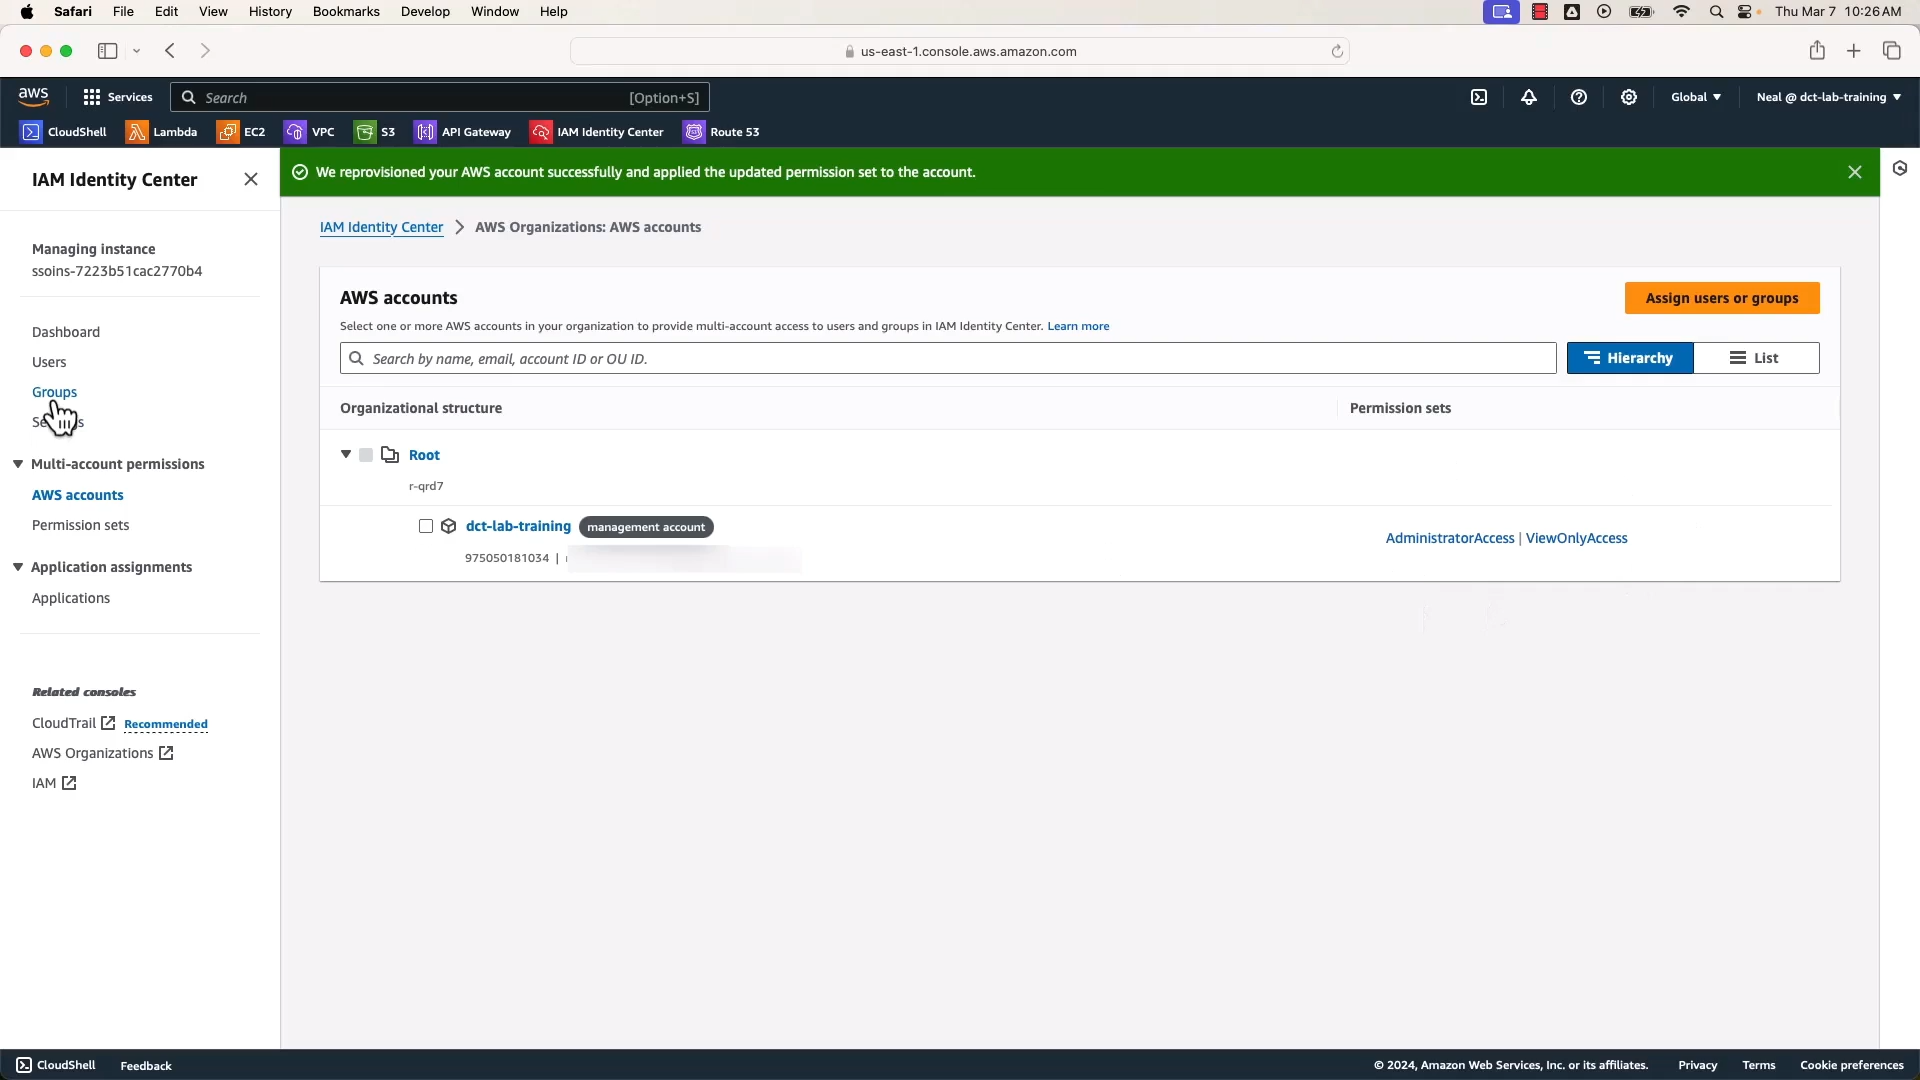 Safari File Edit View History Bookmarks Develop Window Help Thu Mar 7 10:26 AM
us-east-1.console.aws.amazon.com
aws Services Search [Option+S] Global Neal @ dct-lab-training
CloudShell Lambda EC2 VPC S3 API Gateway IAM Identity Center Route 53
IAM Identity Center
We reprovisioned your AWS account successfully and applied the updated permission set to the account.
IAM Identity Center > AWS Organizations: AWS accounts
Managing instance
ssoins-7223b51cac2770b4
Dashboard
Users
Groups
Multi-account permissions
AWS accounts
Permission sets
Application assignments
Applications
Related consoles
CloudTrail Recommended
AWS Organizations
IAM
AWS accounts
Assign users or groups
Select one or more AWS accounts in your organization to provide multi-account access to users and groups in IAM Identity Center. Learn more
Search by name, email, account ID or OU ID.
Hierarchy List
Organizational structure Permission sets
Root
r-qrd7
dct-lab-training management account
975050181034 |
AdministratorAccess | ViewOnlyAccess
CloudShell Feedback © 2024, Amazon Web Services, Inc. or its affiliates. Privacy Terms Cookie preferences